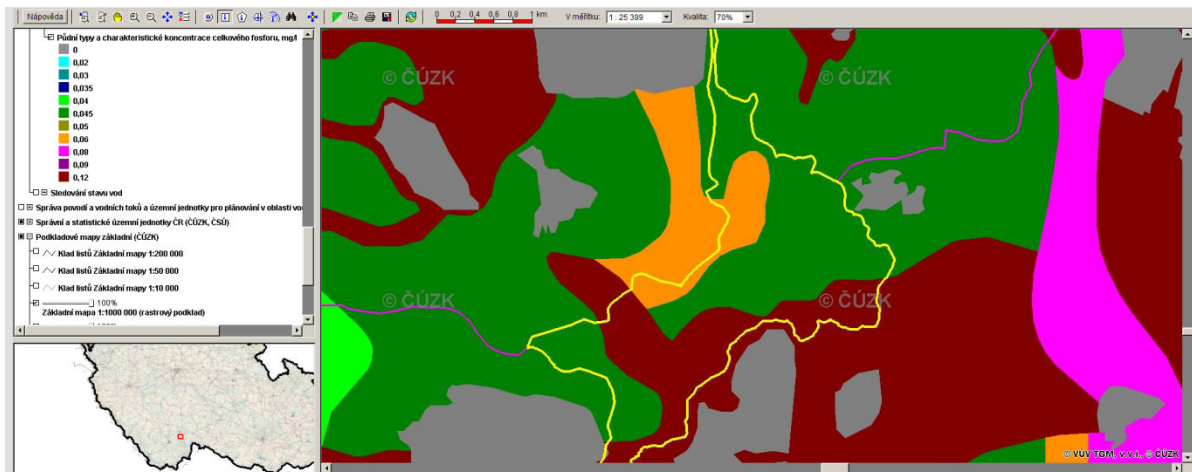 Nápověda
0 0,2 0,4 0,6 0,8 1 km
V měřítku: 1 : 25 399
Kvalita: 70%
Půdní typy a charakteristické koncentrace celkového fosforu, mg/l
0
0,02
0,03
0,035
0,04
0,045
0,05
0,06
0,08
0,09
0,12
Sledování stavu vod
Správa povodí a vodních toků a územní jednotky pro plánování v oblasti vo
Správní a statistické územní jednotky ČR (ČÚZK, ČSÚ)
Podkladové mapy základní (ČÚZK)
Klad listů Základní mapy 1:200 000
Klad listů Základní mapy 1:50 000
Klad listů Základní mapy 1:10 000
100%
Základní mapa 1:1000 000 (rastrový podklad)
© ČÚZK
© ČÚZK
© ČÚZK
© ČÚZK
© VÚV TGM, v.v.i., © ČÚZK